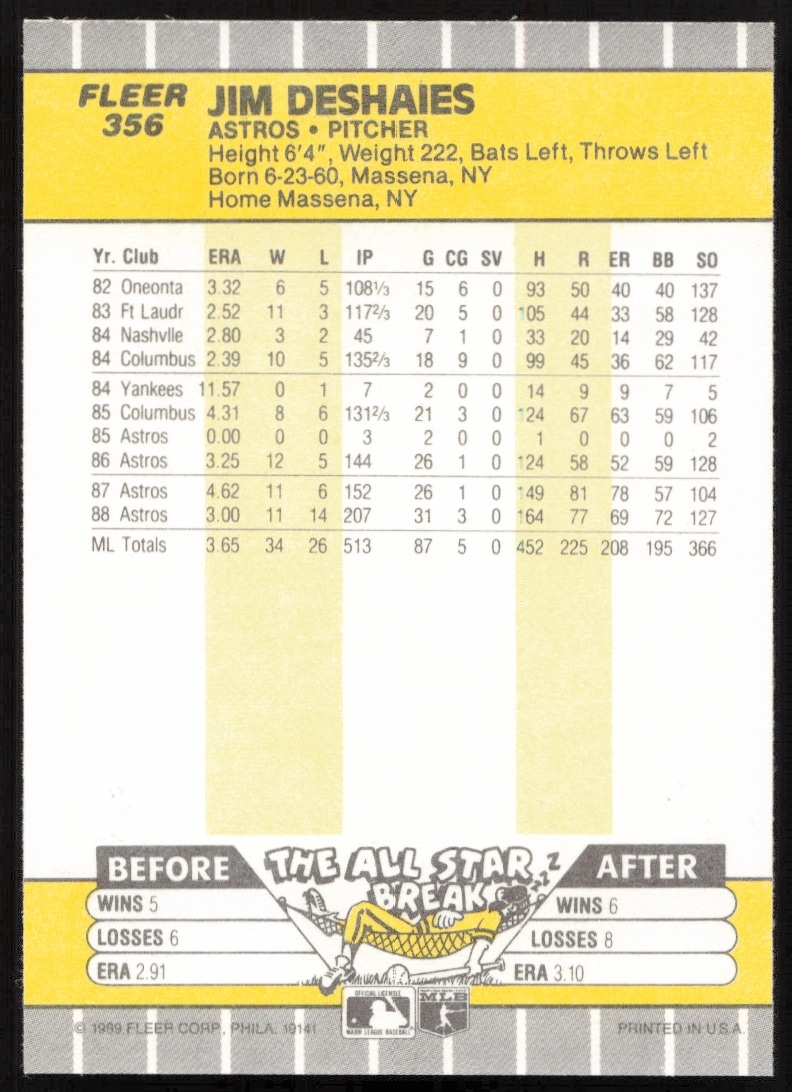 FLEER
356
JIM DESHAIES
ASTROS • PITCHER
Height 6'4", Weight 222, Bats Left, Throws Left
Born 6-23-60, Massena, NY
Home Massena, NY
Yr. Club ERA W L IP G CG SV H R ER BB SO
82 Oneonta 3.32 6 5 108⅓ 15 6 0 93 50 40 40 137
83 Ft Laudr 2.52 11 3 117⅔ 20 5 0 105 44 33 58 128
84 Nashvlle 2.80 3 2 45 7 1 0 33 20 14 29 42
84 Columbus 2.39 10 5 135⅔ 18 9 0 99 45 36 62 117
84 Yankees 11.57 0 1 7 2 0 0 14 9 9 7 5
85 Columbus 4.31 8 6 131⅔ 21 3 0 124 67 63 59 106
85 Astros 0.00 0 0 3 2 0 0 1 0 0 0 2
86 Astros 3.25 12 5 144 26 1 0 124 58 52 59 128
87 Astros 4.62 11 6 152 26 1 0 149 81 78 57 104
88 Astros 3.00 11 14 207 31 3 0 164 77 69 72 127
ML Totals 3.65 34 26 513 87 5 0 452 225 208 195 366
BEFORE THE ALL STAR BREAK AFTER
zzzz
WINS 5 WINS 6
LOSSES 6 LOSSES 8
ERA 2.91 ERA 3.10
OFFICIAL LICENSEE
MAJOR LEAGUE BASEBALL
MLB
© 1989 FLEER CORP., PHILA. 19141 PRINTED IN U.S.A.